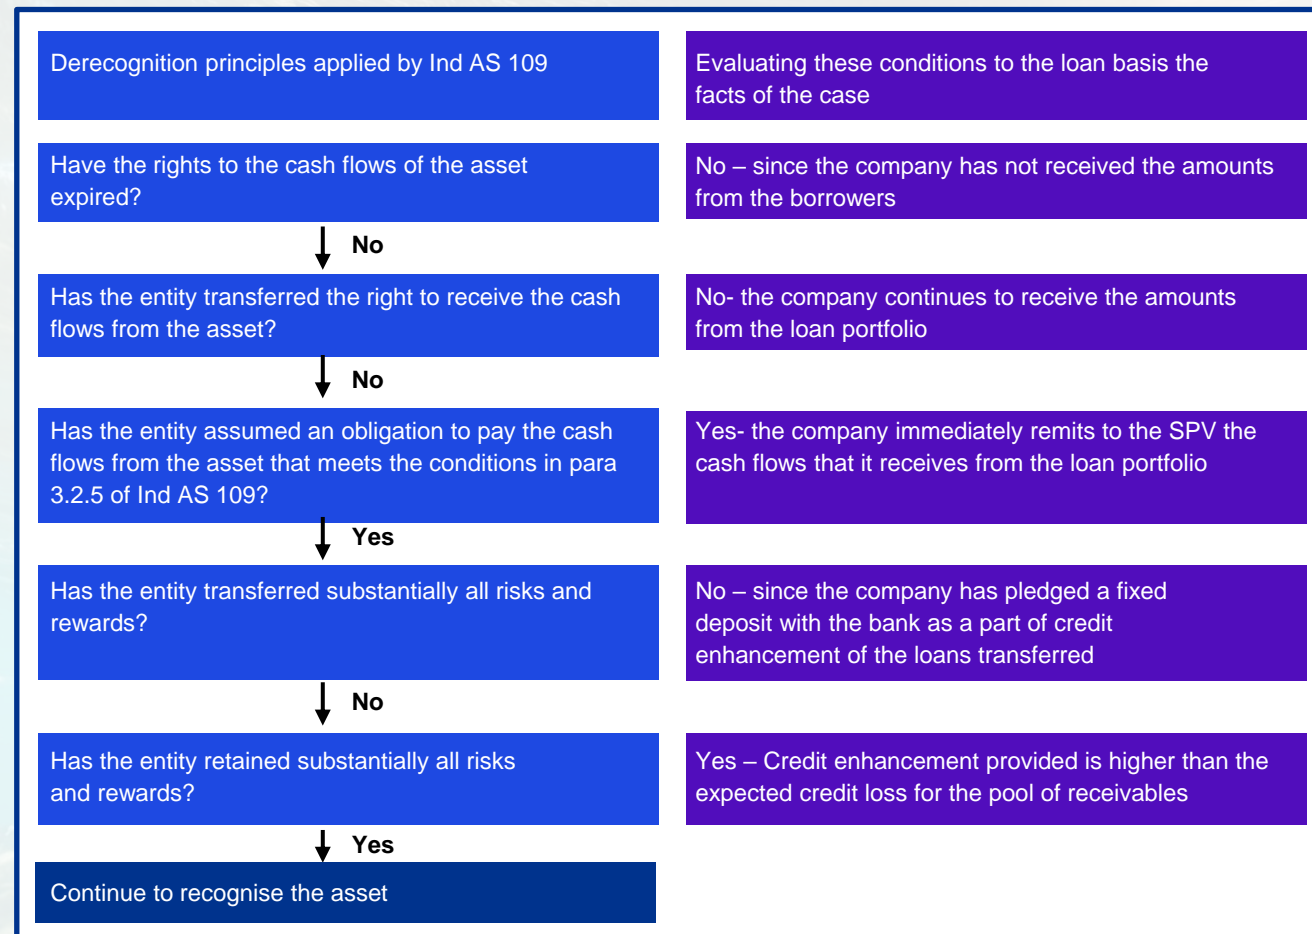 Derecognition principles applied by Ind AS 109
Evaluating these conditions to the loan basis the
facts of the case
Have the rights to the cash flows of the asset
expired?
No – since the company has not received the amounts
from the borrowers
No
Has the entity transferred the right to receive the cash
flows from the asset?
No- the company continues to receive the amounts
from the loan portfolio
No
Has the entity assumed an obligation to pay the cash
flows from the asset that meets the conditions in para
3.2.5 of Ind AS 109?
Yes- the company immediately remits to the SPV the
cash flows that it receives from the loan portfolio
Yes
Has the entity transferred substantially all risks and
rewards?
No – since the company has pledged a fixed
deposit with the bank as a part of credit
enhancement of the loans transferred
No
Has the entity retained substantially all risks
and rewards?
Yes – Credit enhancement provided is higher than the
expected credit loss for the pool of receivables
Yes
Continue to recognise the asset